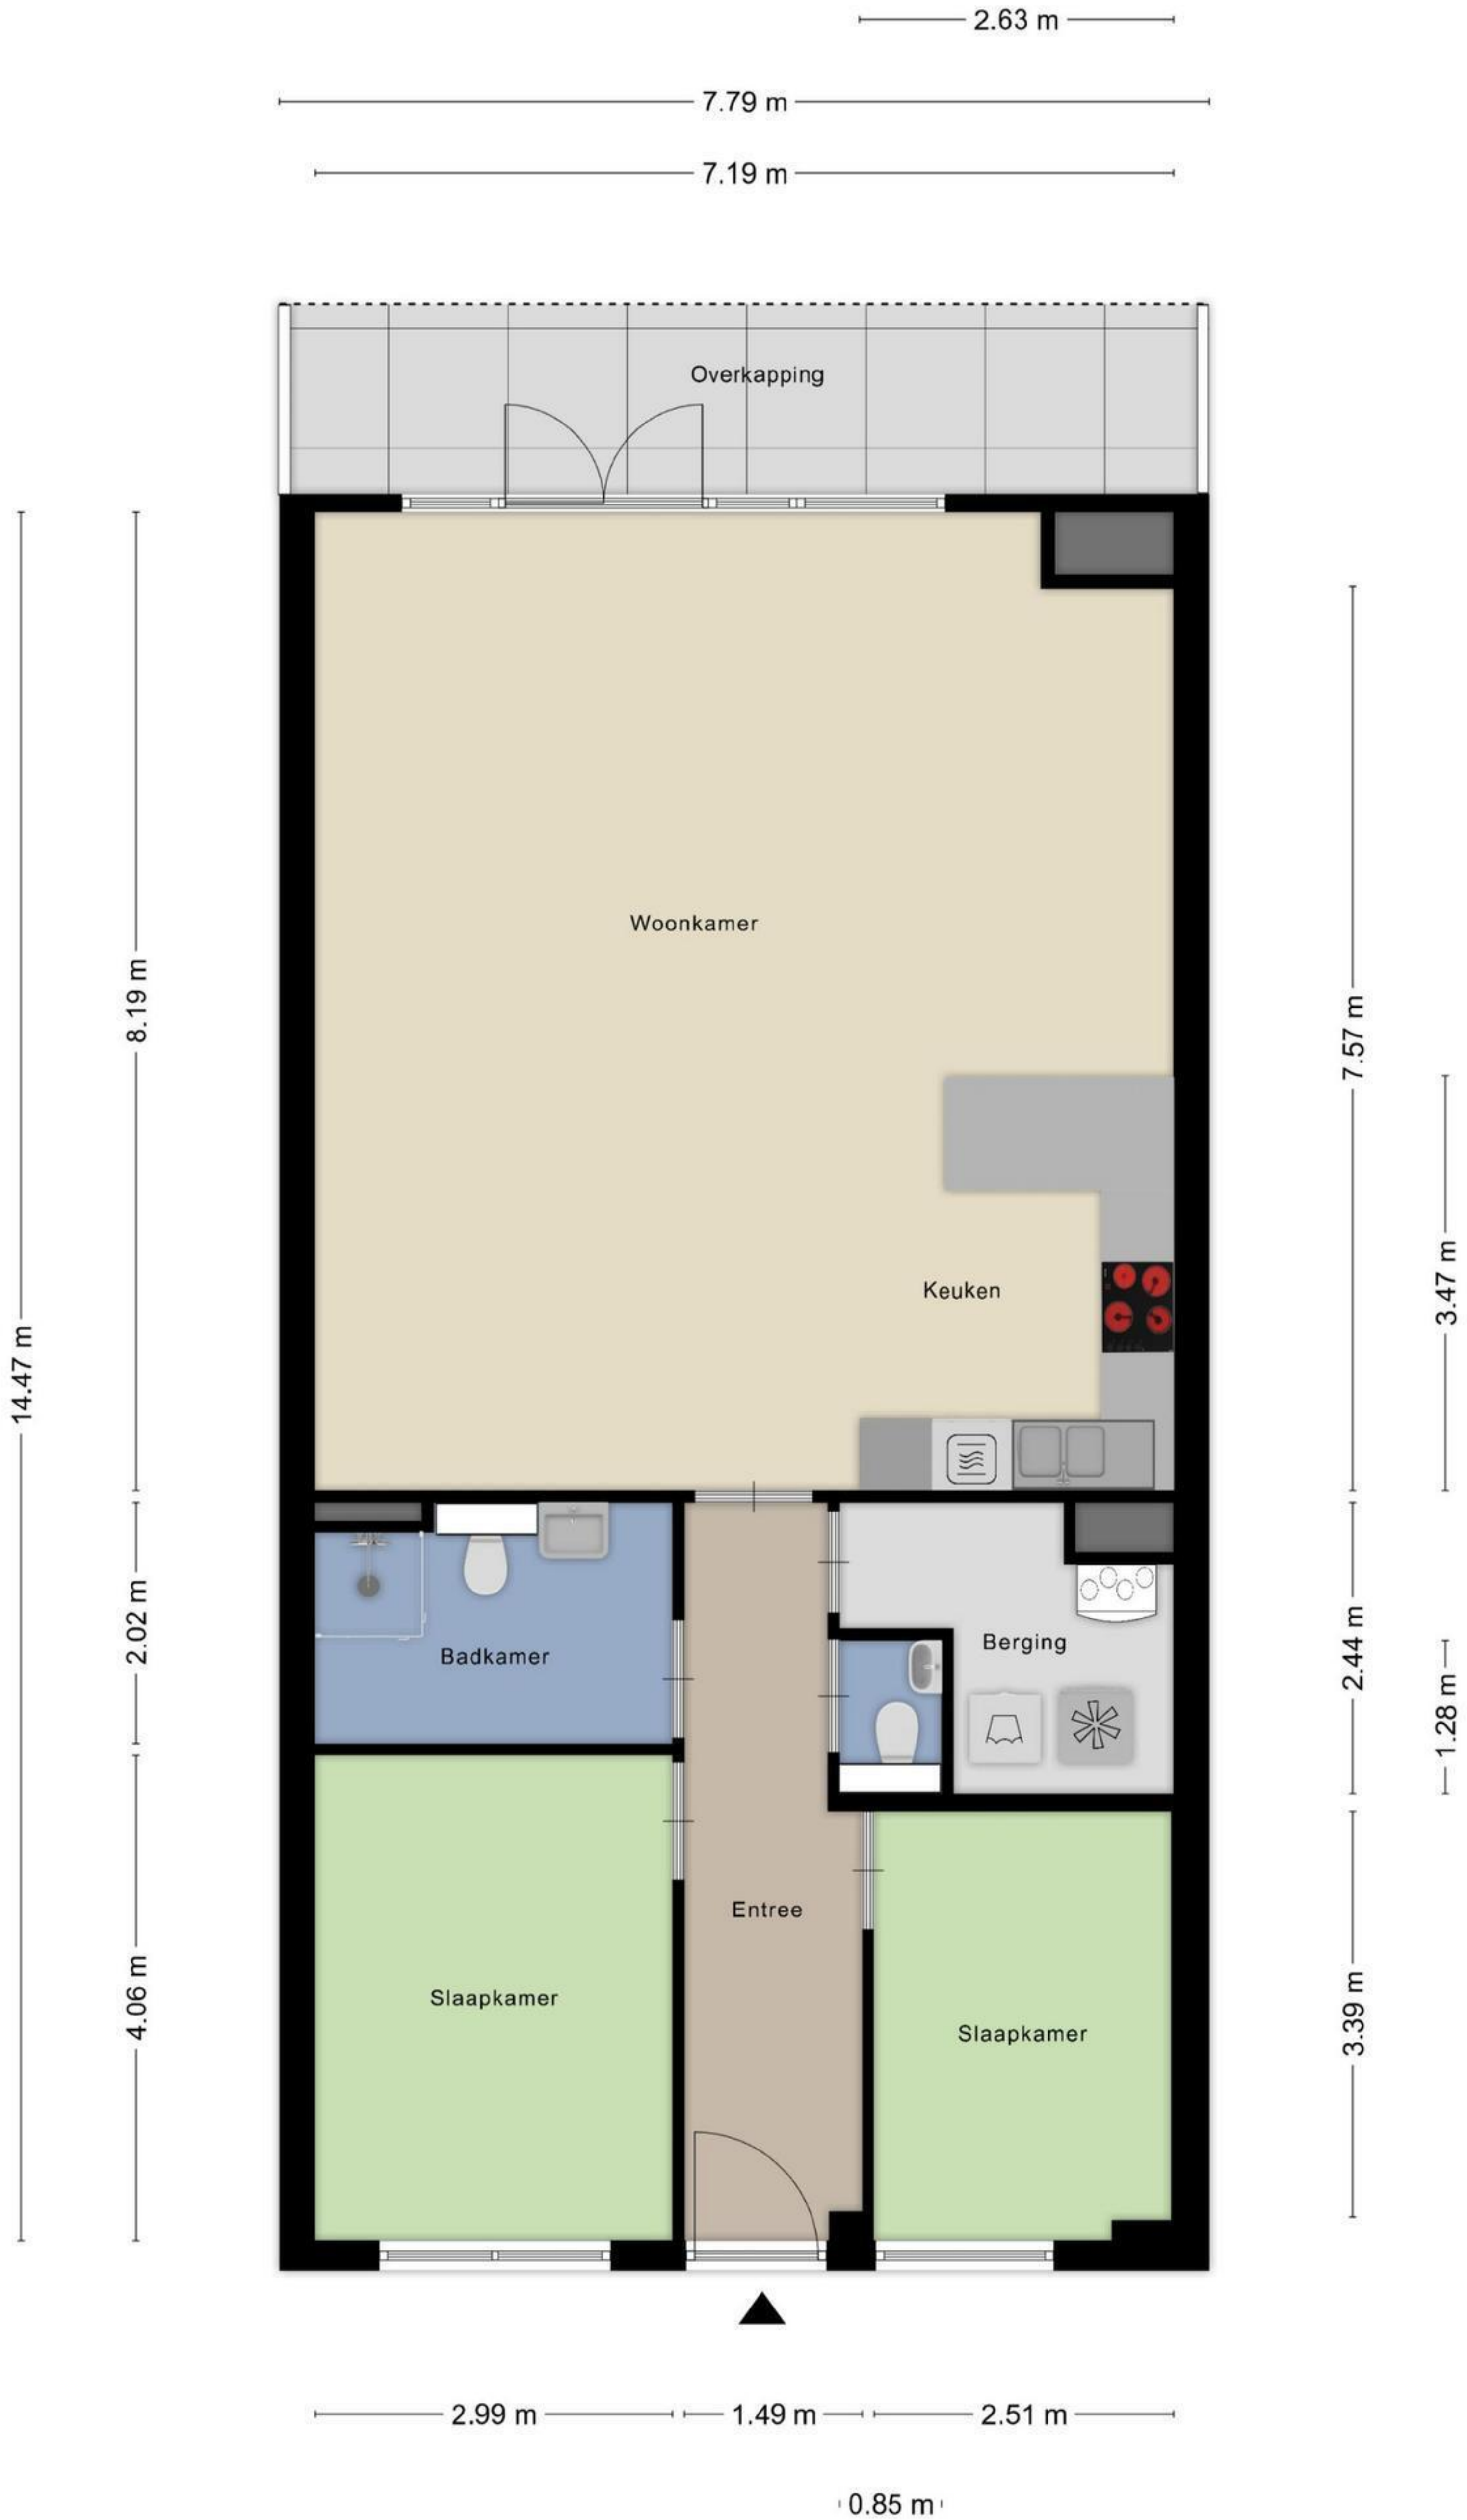 2.63 m
7.79 m
7.19 m
Overkapping
Woonkamer
8.19 m
7.57 m
Keuken
3.47 m
14.47 m
Badkamer
Berging
2.02 m
2.44 m
1.28 m
Entree
Slaapkamer
Slaapkamer
4.06 m
3.39 m
2.99 m
1.49 m
2.51 m
0.85 m